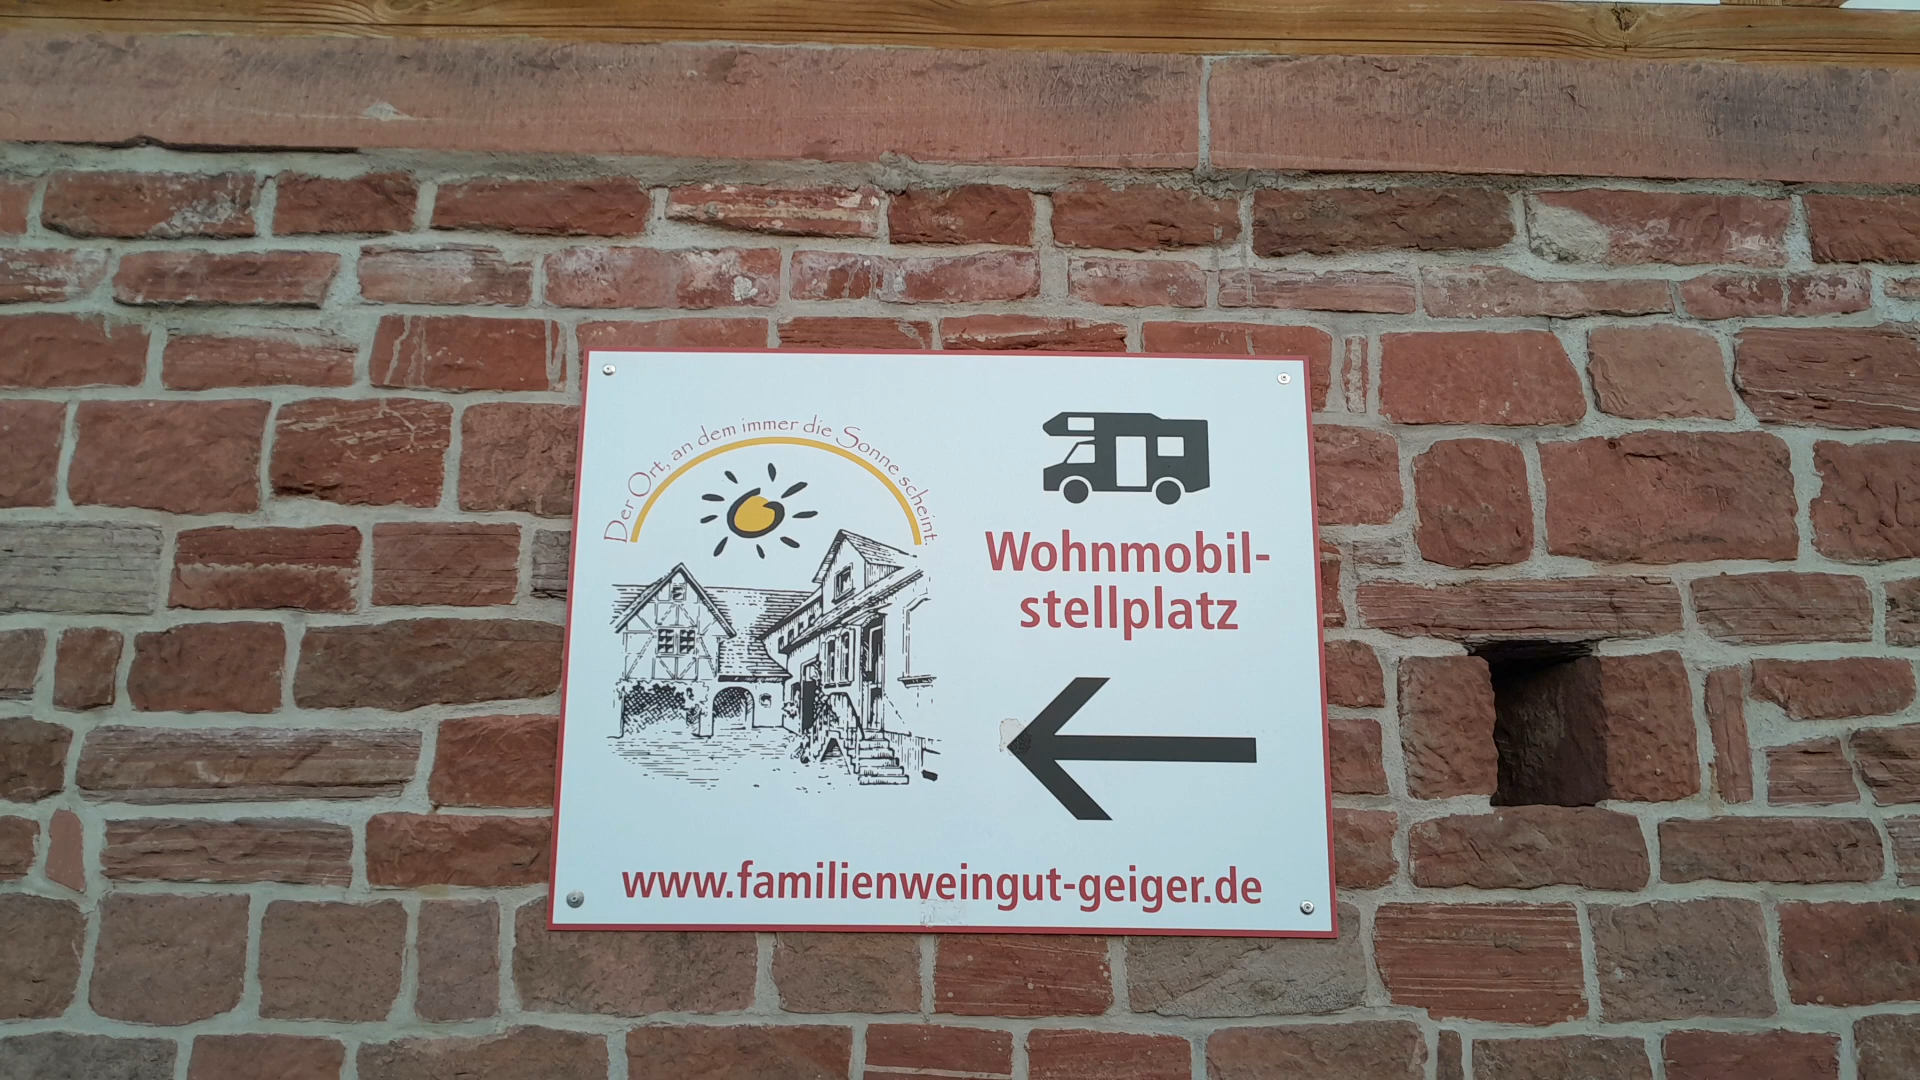 Der Ort, an dem immer die Sonne scheint.
Wohnmobil-
stellplatz
www.familienweingut-geiger.de